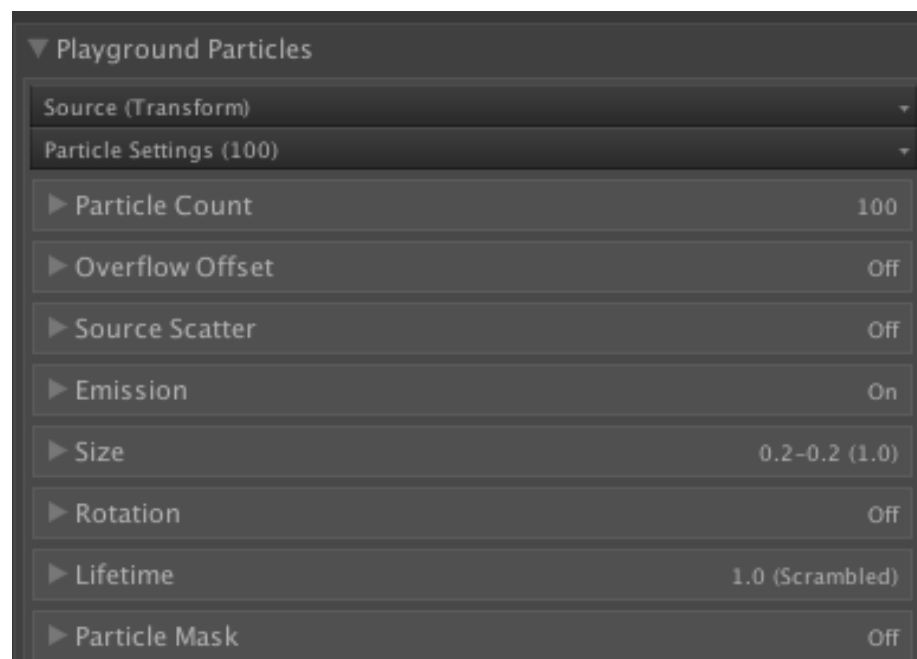 Playground Particles
Source (Transform)
Particle Settings (100)
Particle Count 100
Overflow Offset Off
Source Scatter Off
Emission On
Size 0.2–0.2 (1.0)
Rotation Off
Lifetime 1.0 (Scrambled)
Particle Mask Off